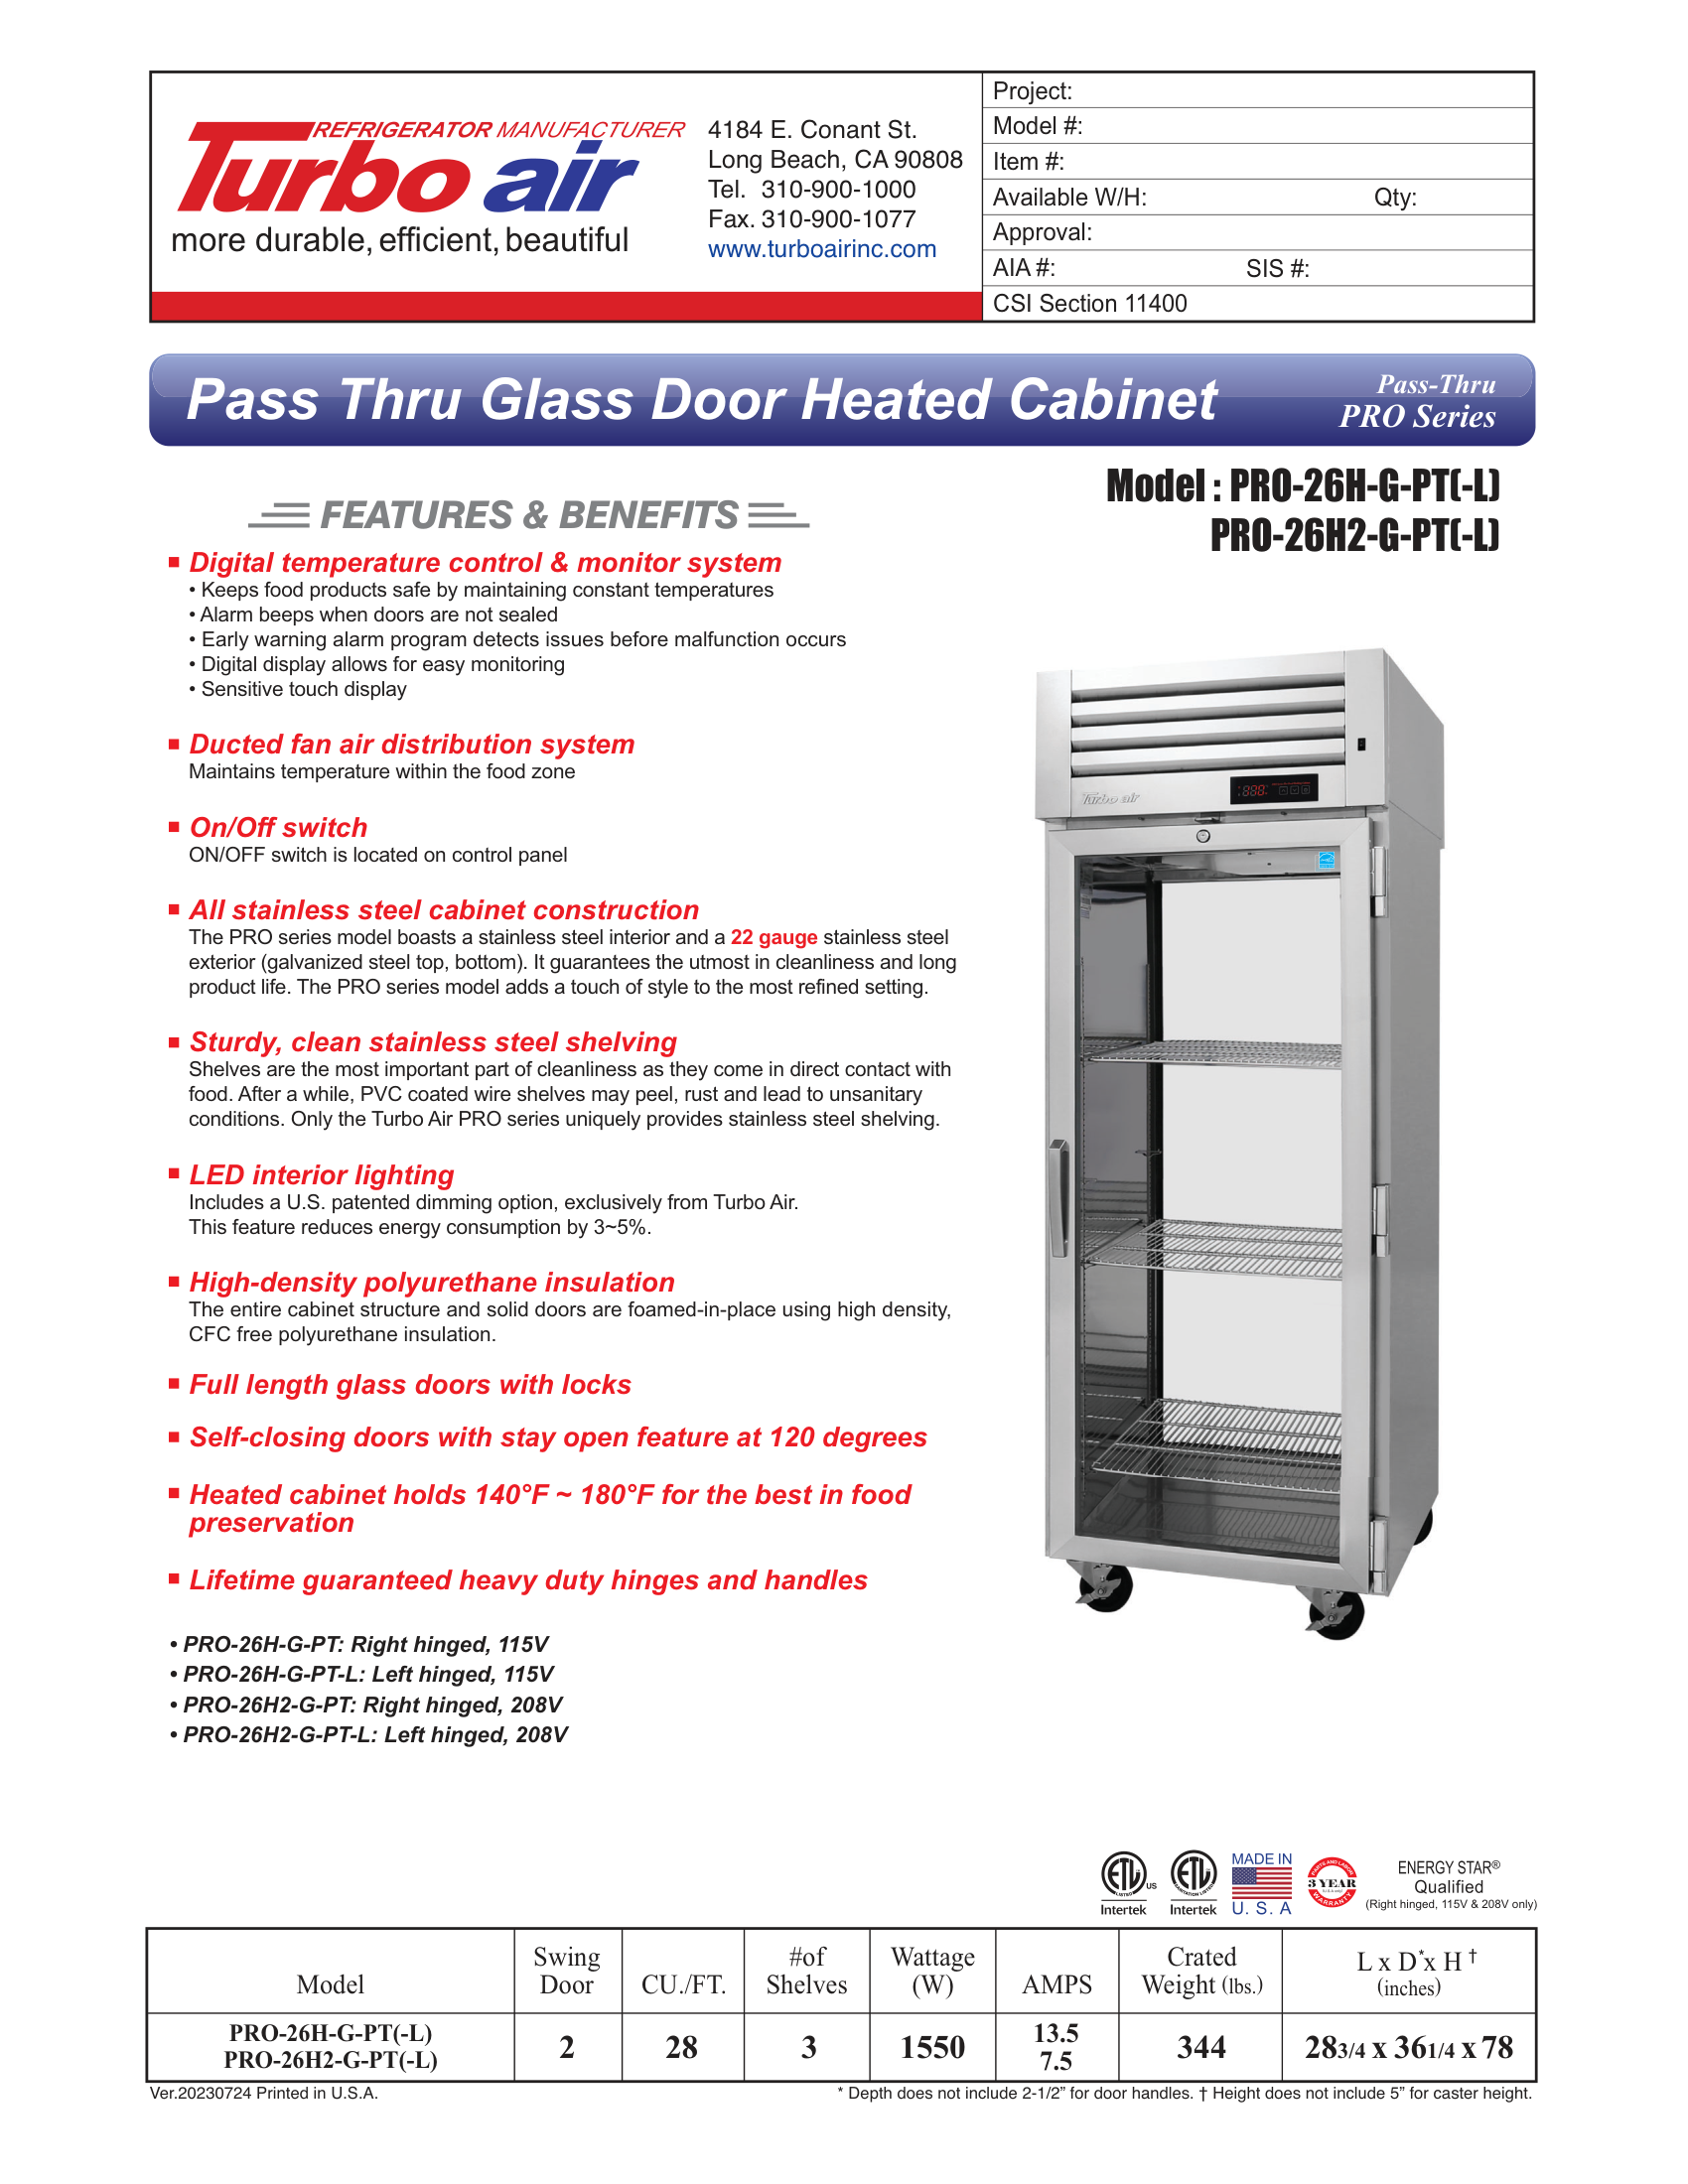 REFRIGERATOR MANUFACTURER
Turbo air
more durable, efficient, beautiful
4184 E. Conant St.
Long Beach, CA 90808
Tel. 310-900-1000
Fax. 310-900-1077
www.turboairinc.com
Project:
Model #:
Item #:
Available W/H: Qty:
Approval:
AIA #: SIS #:
CSI Section 11400
Pass Thru Glass Door Heated Cabinet
Pass-Thru
PRO Series
Model : PRO-26H-G-PT(-L)
PRO-26H2-G-PT(-L)
FEATURES & BENEFITS
Digital temperature control & monitor system
• Keeps food products safe by maintaining constant temperatures
• Alarm beeps when doors are not sealed
• Early warning alarm program detects issues before malfunction occurs
• Digital display allows for easy monitoring
• Sensitive touch display
Ducted fan air distribution system
Maintains temperature within the food zone
On/Off switch
ON/OFF switch is located on control panel
All stainless steel cabinet construction
The PRO series model boasts a stainless steel interior and a 22 gauge stainless steel
exterior (galvanized steel top, bottom). It guarantees the utmost in cleanliness and long
product life. The PRO series model adds a touch of style to the most refined setting.
Sturdy, clean stainless steel shelving
Shelves are the most important part of cleanliness as they come in direct contact with
food. After a while, PVC coated wire shelves may peel, rust and lead to unsanitary
conditions. Only the Turbo Air PRO series uniquely provides stainless steel shelving.
LED interior lighting
Includes a U.S. patented dimming option, exclusively from Turbo Air.
This feature reduces energy consumption by 3~5%.
High-density polyurethane insulation
The entire cabinet structure and solid doors are foamed-in-place using high density,
CFC free polyurethane insulation.
Full length glass doors with locks
Self-closing doors with stay open feature at 120 degrees
Heated cabinet holds 140°F ~ 180°F for the best in food
preservation
Lifetime guaranteed heavy duty hinges and handles
• PRO-26H-G-PT: Right hinged, 115V
• PRO-26H-G-PT-L: Left hinged, 115V
• PRO-26H2-G-PT: Right hinged, 208V
• PRO-26H2-G-PT-L: Left hinged, 208V
Turbo air
ETL LISTED US
Intertek
ETL SANITATION LISTED
Intertek
MADE IN
U. S. A
PARTS AND LABOR
3 YEAR
WARRANTY
ENERGY STAR®
Qualified
(Right hinged, 115V & 208V only)
Model Swing Door CU./FT. #of Shelves Wattage (W) AMPS Crated Weight (lbs.) L x D* x H † (inches)
PRO-26H-G-PT(-L) PRO-26H2-G-PT(-L) 2 28 3 1550 13.5 7.5 344 283/4 x 361/4 x 78
Ver.20230724 Printed in U.S.A.
* Depth does not include 2-1/2” for door handles. † Height does not include 5” for caster height.